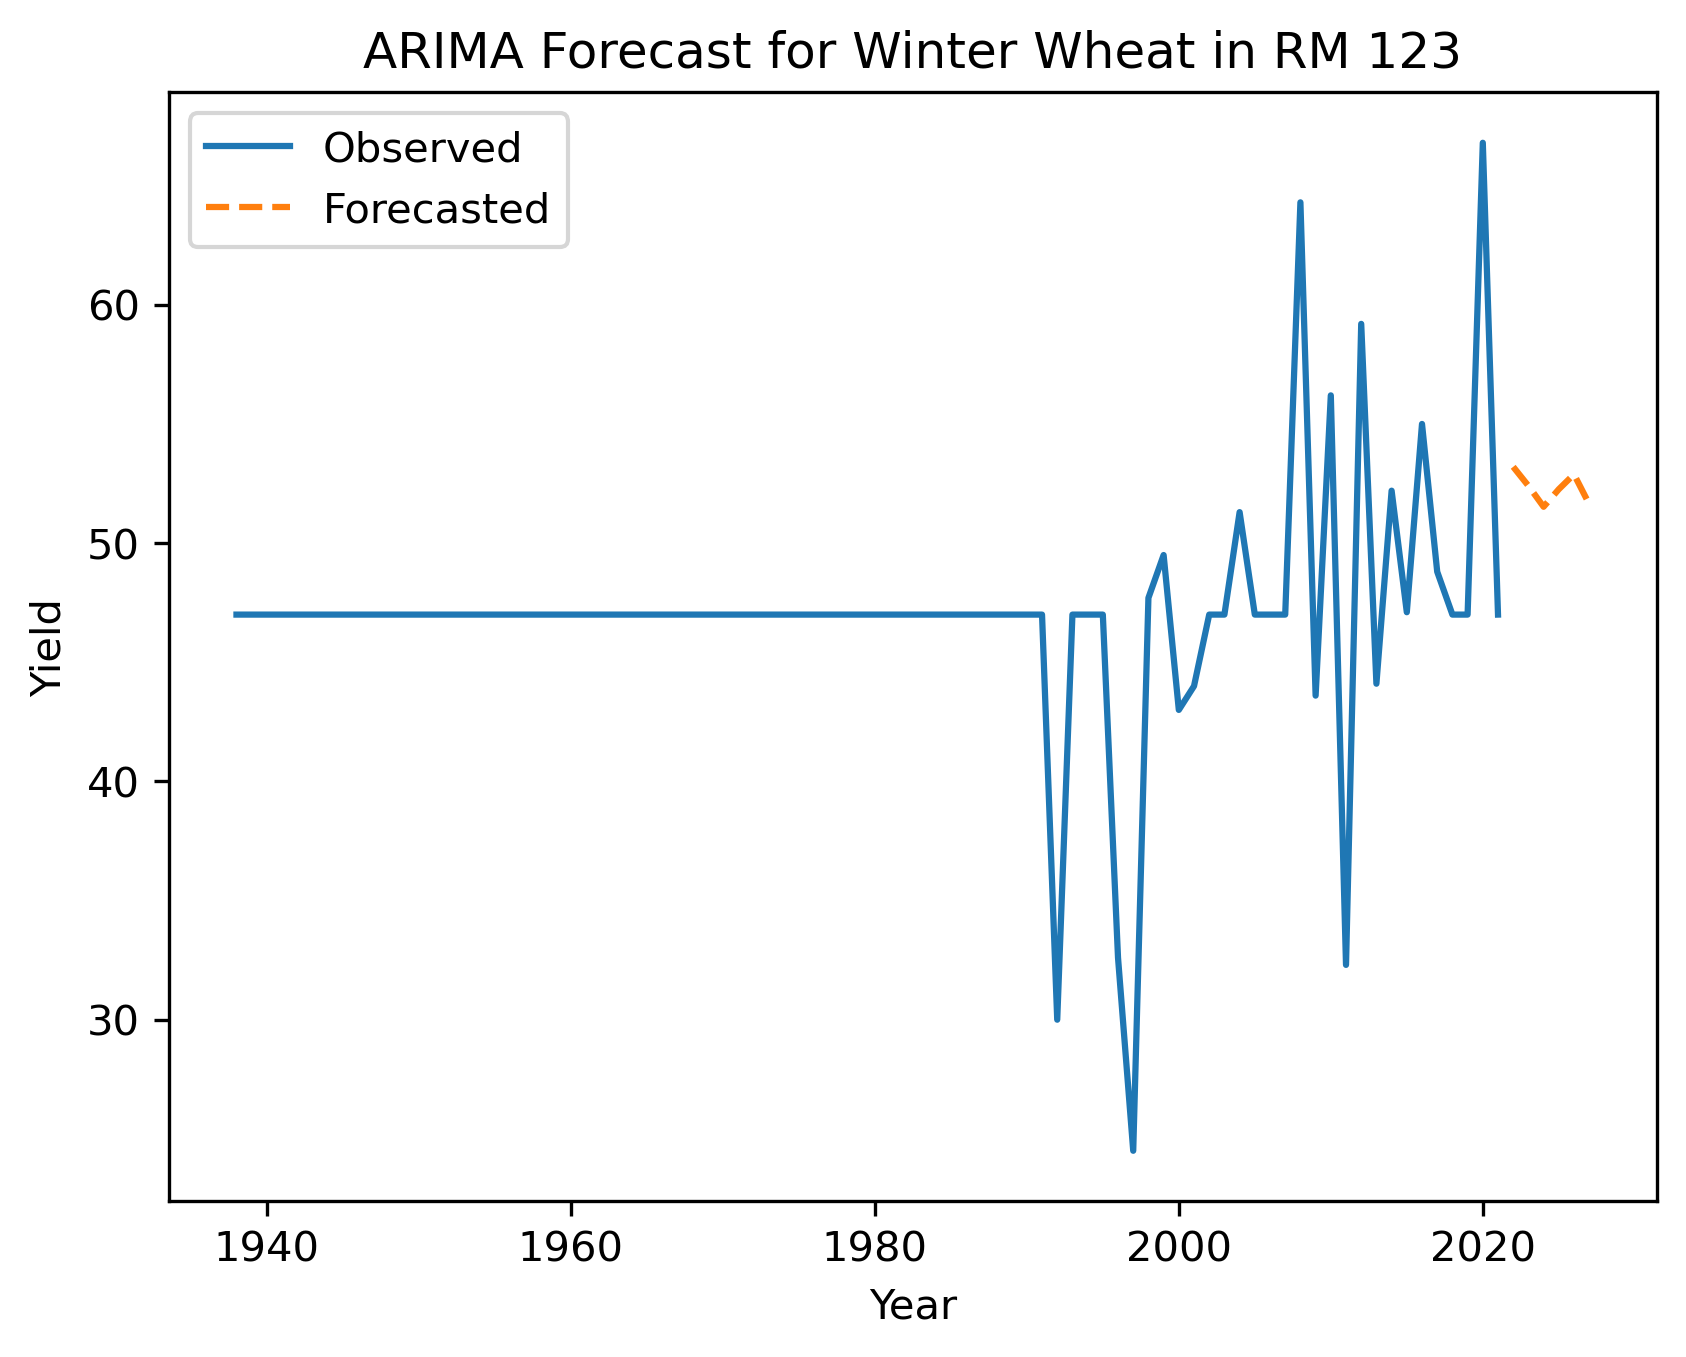 ARIMA Forecast for Winter Wheat in RM 123
Observed
Forecasted
60
50
40
30
Yield
1940 1960 1980 2000 2020
Year